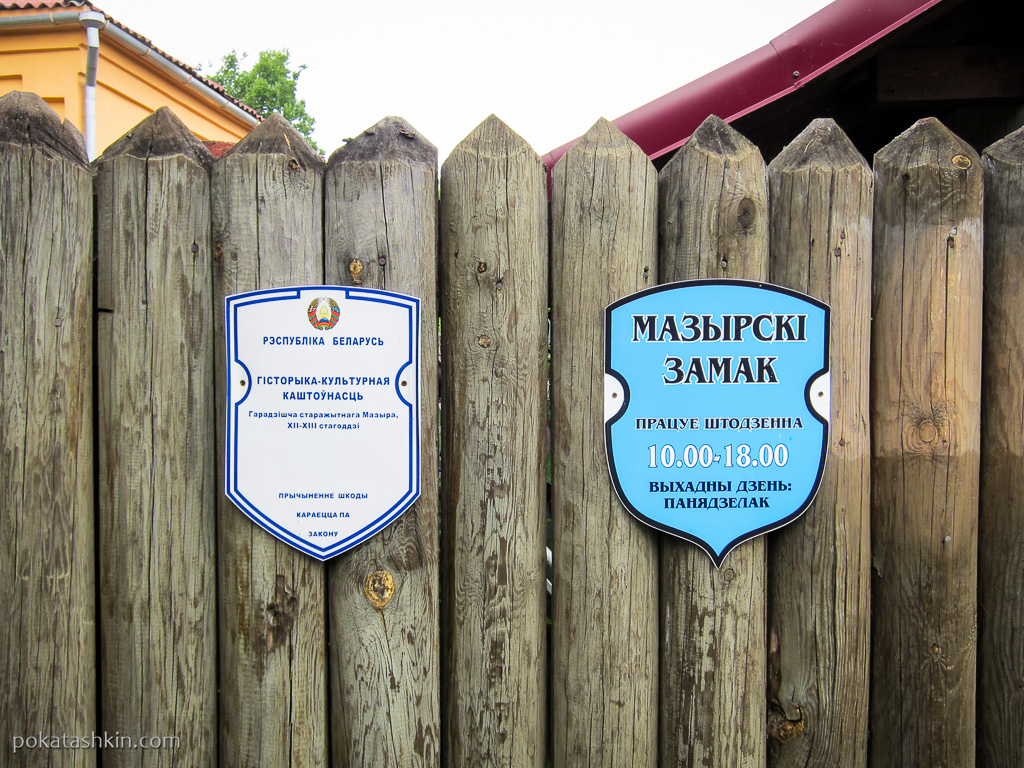 РЭСПУБЛІКА БЕЛАРУСЬ
ГІСТОРЫКА-КУЛЬТУРНАЯ
КАШТОЎНАСЦЬ
Гарадзішча старажытнага Мазыра,
XII-XIII стагоддзі
ПРЫЧЫНЕННЕ ШКОДЫ
КАРАЕЦЦА ПА
ЗАКОНУ
МАЗЫРСКІ
ЗАМАК
ПРАЦУЕ ШТОДЗЕННА
10.00-18.00
ВЫХАДНЫ ДЗЕНЬ:
ПАНЯДЗЕЛАК
pokatashkin.com